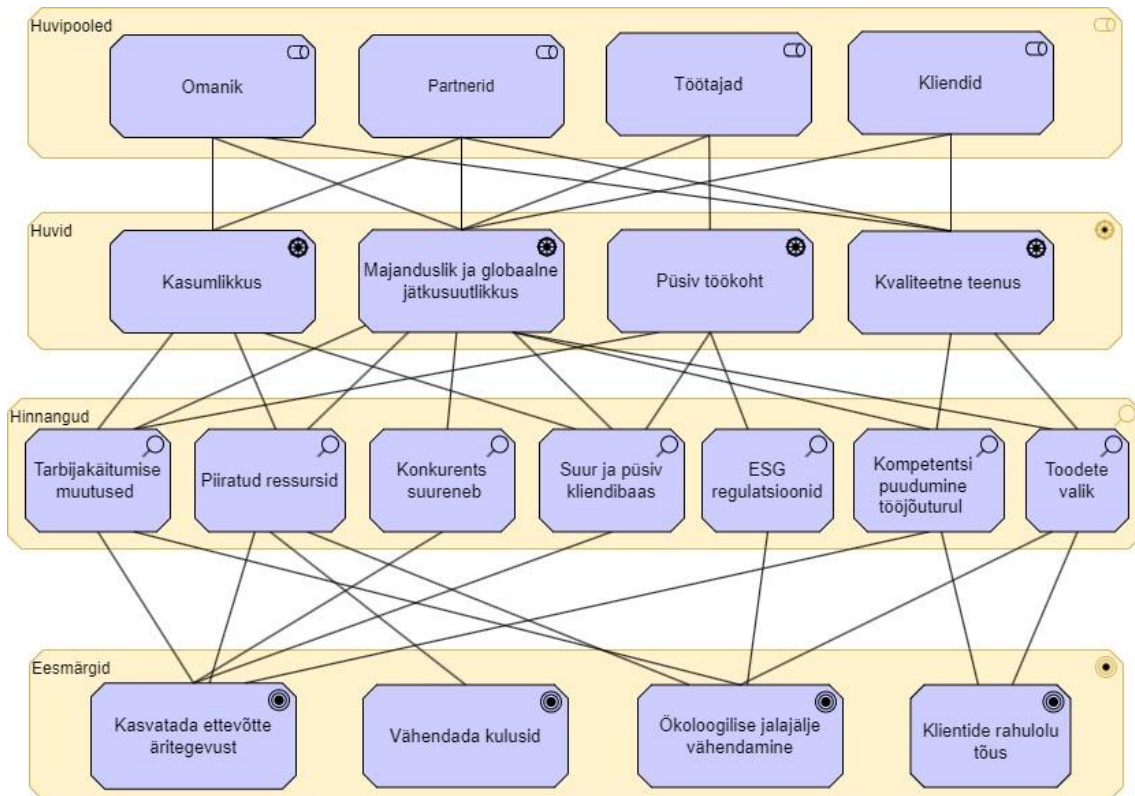 Huvipooled
Omanik
Partnerid
Töötajad
Kliendid
Huvid
Kasumlikkus
Majanduslik ja globaalne
jätkusuutlikkus
Püsiv töökoht
Kvaliteetne teenus
Hinnangud
Tarbijakäitumise
muutused
Piiratud ressursid
Konkurents
suureneb
Suur ja püsiv
kliendibaas
ESG
regulatsioonid
Kompetentsi
puudumine
tööjõuturul
Toodete
valik
Eesmärgid
Kasvatada ettevõtte
äritegevust
Vähendada kulusid
Ökoloogilise jalajälje
vähendamine
Klientide rahulolu
tõus